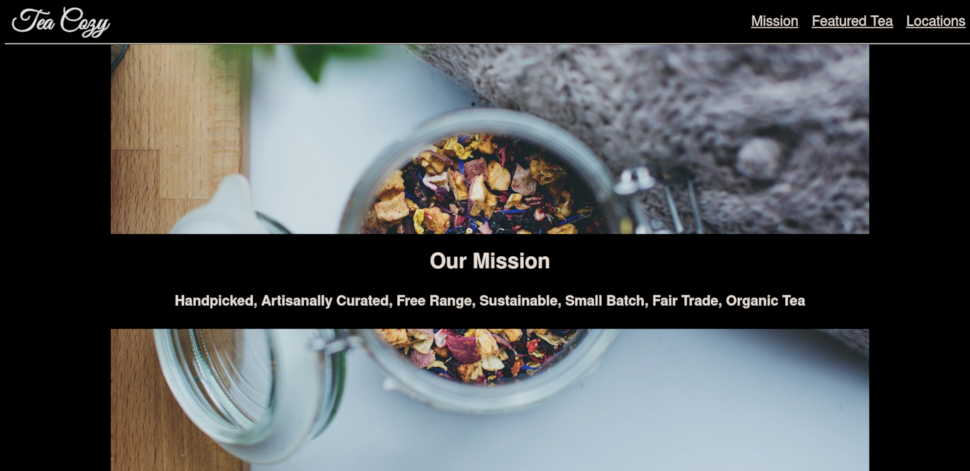 Tea Cozy
Mission Featured Tea Locations
Our Mission
Handpicked, Artisanally Curated, Free Range, Sustainable, Small Batch, Fair Trade, Organic Tea